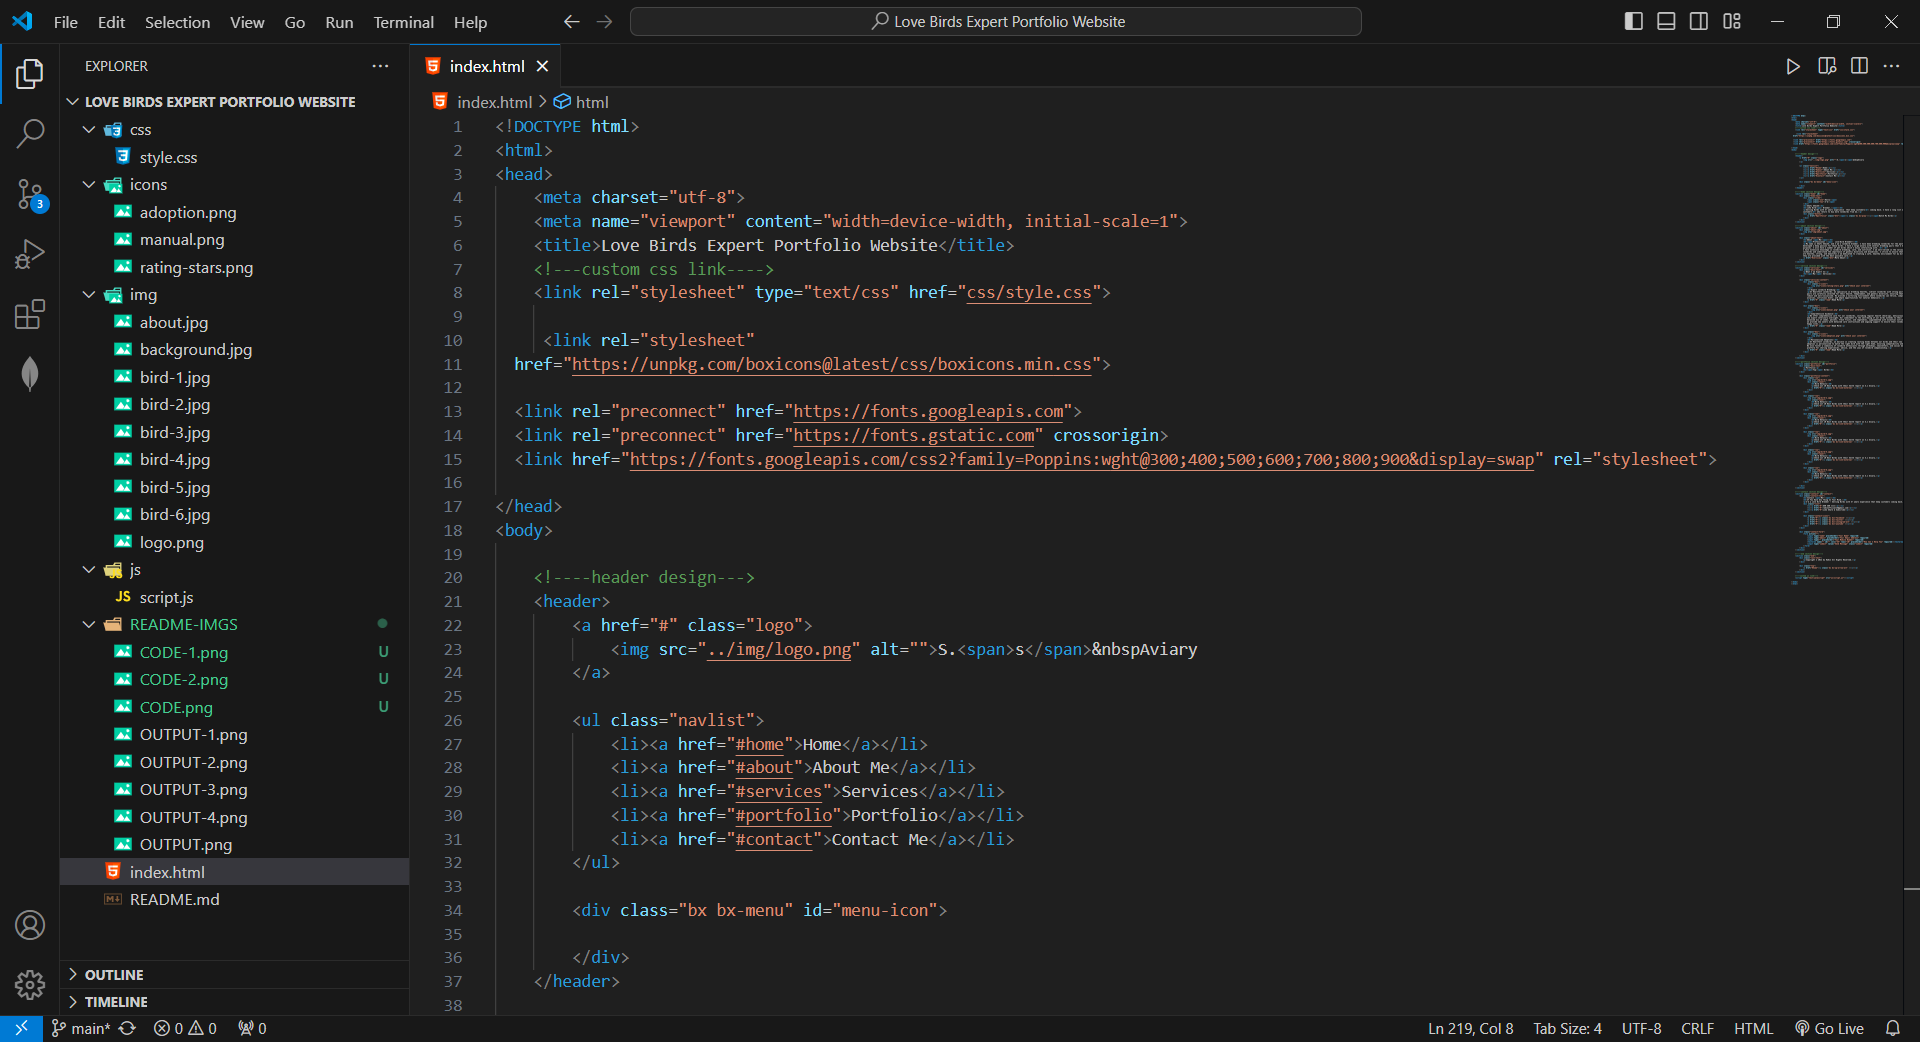 File Edit Selection View Go Run Terminal Help
Love Birds Expert Portfolio Website
EXPLORER
LOVE BIRDS EXPERT PORTFOLIO WEBSITE
css
style.css
icons
adoption.png
manual.png
rating-stars.png
img
about.jpg
background.jpg
bird-1.jpg
bird-2.jpg
bird-3.jpg
bird-4.jpg
bird-5.jpg
bird-6.jpg
logo.png
js
JS script.js
README-IMGS
CODE-1.png U
CODE-2.png U
CODE.png U
OUTPUT-1.png
OUTPUT-2.png
OUTPUT-3.png
OUTPUT-4.png
OUTPUT.png
index.html
README.md
OUTLINE
TIMELINE
3
index.html
index.html > html
1 <!DOCTYPE html>
2 <html>
3 <head>
4 <meta charset="utf-8">
5 <meta name="viewport" content="width=device-width, initial-scale=1">
6 <title>Love Birds Expert Portfolio Website</title>
7 <!---custom css link---->
8 <link rel="stylesheet" type="text/css" href="css/style.css">
9
10 <link rel="stylesheet"
11 href="https://unpkg.com/boxicons@latest/css/boxicons.min.css">
12
13 <link rel="preconnect" href="https://fonts.googleapis.com">
14 <link rel="preconnect" href="https://fonts.gstatic.com" crossorigin>
15 <link href="https://fonts.googleapis.com/css2?family=Poppins:wght@300;400;500;600;700;800;900&display=swap" rel="stylesheet">
16
17 </head>
18 <body>
19
20 <!----header design--->
21 <header>
22 <a href="#" class="logo">
23 <img src="../img/logo.png" alt="">S.<span>s</span>&nbspAviary
24 </a>
25
26 <ul class="navlist">
27 <li><a href="#home">Home</a></li>
28 <li><a href="#about">About Me</a></li>
29 <li><a href="#services">Services</a></li>
30 <li><a href="#portfolio">Portfolio</a></li>
31 <li><a href="#contact">Contact Me</a></li>
32 </ul>
33
34 <div class="bx bx-menu" id="menu-icon">
35
36 </div>
37 </header>
38
main* 0 0 0 Ln 219, Col 8 Tab Size: 4 UTF-8 CRLF HTML Go Live